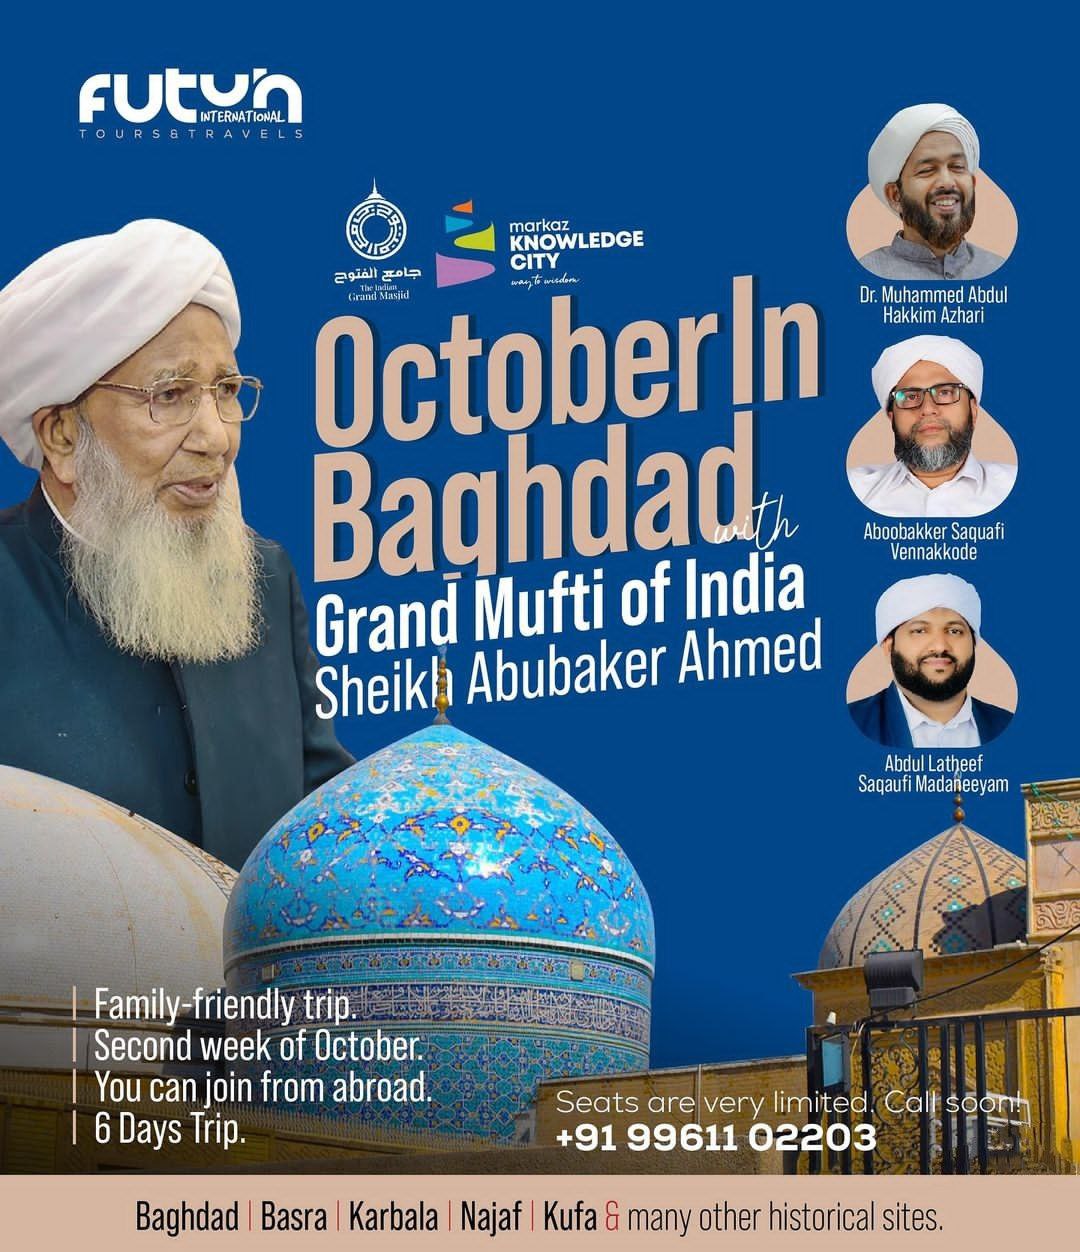 Futuh
INTERNATIONAL
TOURS&TRAVELS
جامع الفتوح
The Indian
Grand Masjid
markaz
KNOWLEDGE
CITY
way to wisdom
October In
Baghdad
with
Grand Mufti of India
Sheikh Abubaker Ahmed
Dr. Muhammed Abdul
Hakkim Azhari
Aboobakker Saquafi
Vennakkode
Abdul Latheef
Saqaufi Madaneeyam
Family-friendly trip.
Second week of October.
You can join from abroad.
6 Days Trip.
Seats are very limited. Call soon!
+91 99611 02203
Baghdad | Basra | Karbala | Najaf | Kufa & many other historical sites.